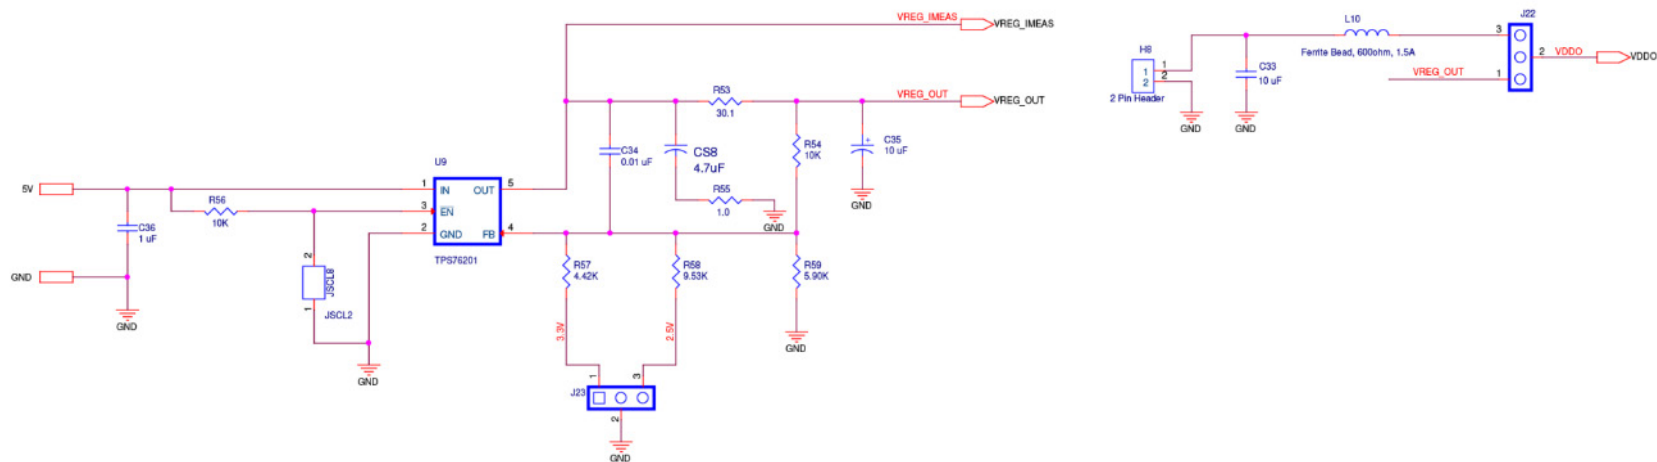 VREG_IMEAS
VREG_IMEAS
J22
L10
3
H8
Ferrite Bead, 600ohm, 1.5A
1
C33
2
VDDO
VDDO
1
2
10 uF
VREG_OUT
1
2
2 Pin Header
R53
VREG_OUT
VREG_OUT
30.1
GND
GND
C34
0.01 uF
CS8
4.7uF
R54
10K
C35
10 uF
+
U9
5V
1
IN
OUT
5
R56
10K
3
EN
R55
1.0
GND
GND
C36
1 uF
2
GND
FB
4
TPS76201
R57
4.42K
R58
9.53K
R59
5.90K
GND
2
JSCL8
1
JSCL2
GND
3.3V
2.5V
GND
GND
1
3
J23
2
GND